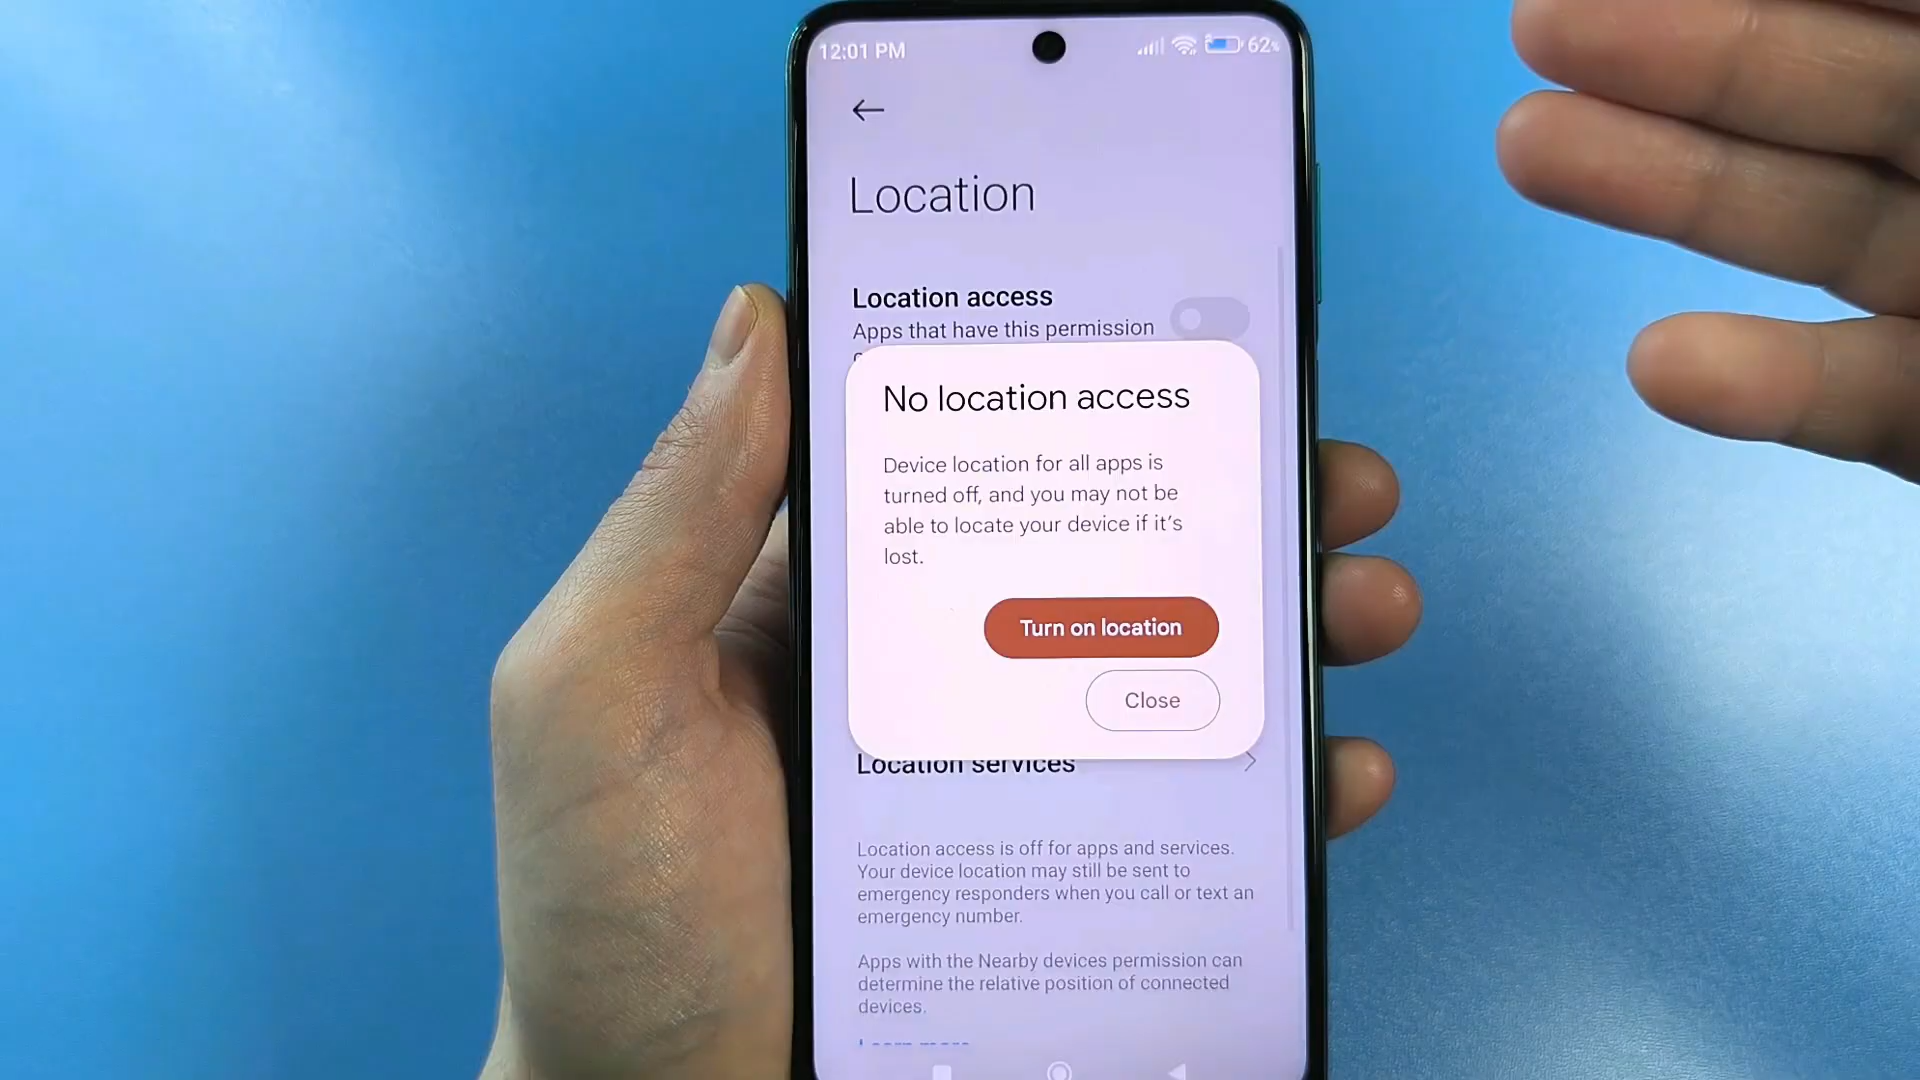 12:01 PM
62%
Location
Location access
Apps that have this permission
No location access
Device location for all apps is
turned off, and you may not be
able to locate your device if it's
lost.
Turn on location
Close
Location services
Location access is off for apps and services.
Your device location may still be sent to
emergency responders when you call or text an
emergency number.
Apps with the Nearby devices permission can
determine the relative position of connected
devices.
Learn more